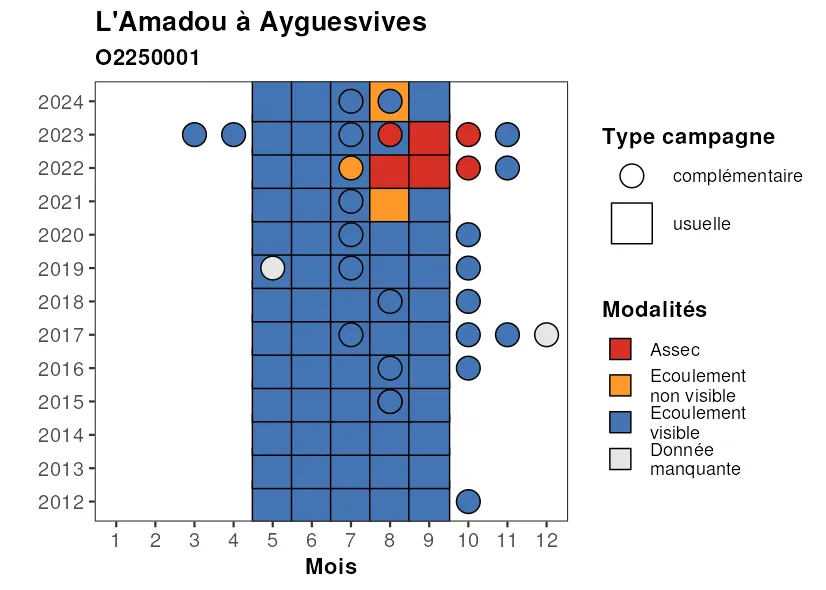 L'Amadou à Ayguesvives
O2250001
2024
2023
2022
2021
2020
2019
2018
2017
2016
2015
2014
2013
2012
1 2 3 4 5 6 7 8 9 10 11 12
Mois
Type campagne
complémentaire
usuelle
Modalités
Assec
Ecoulement
non visible
Ecoulement
visible
Donnée
manquante